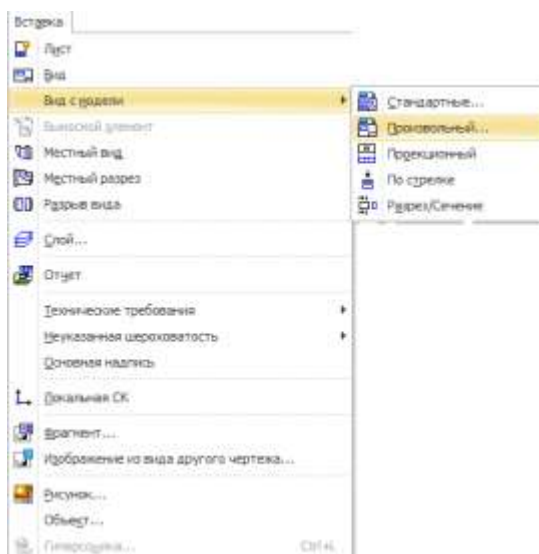 Вставка
Лист
Вид
Вид с модели
Выносной элемент
Местный вид
Местный разрез
Разрыв вида
Слой...
Отчет
Технические требования
Неуказанная шероховатость
Основная надпись
Локальная СК
Фрагмент...
Изображение из вида другого чертежа...
Рисунок...
Объект...
Гиперссылка... Ctrl+L
Стандартные...
Произвольный...
Проекционный
По стрелке
Разрез/Сечение